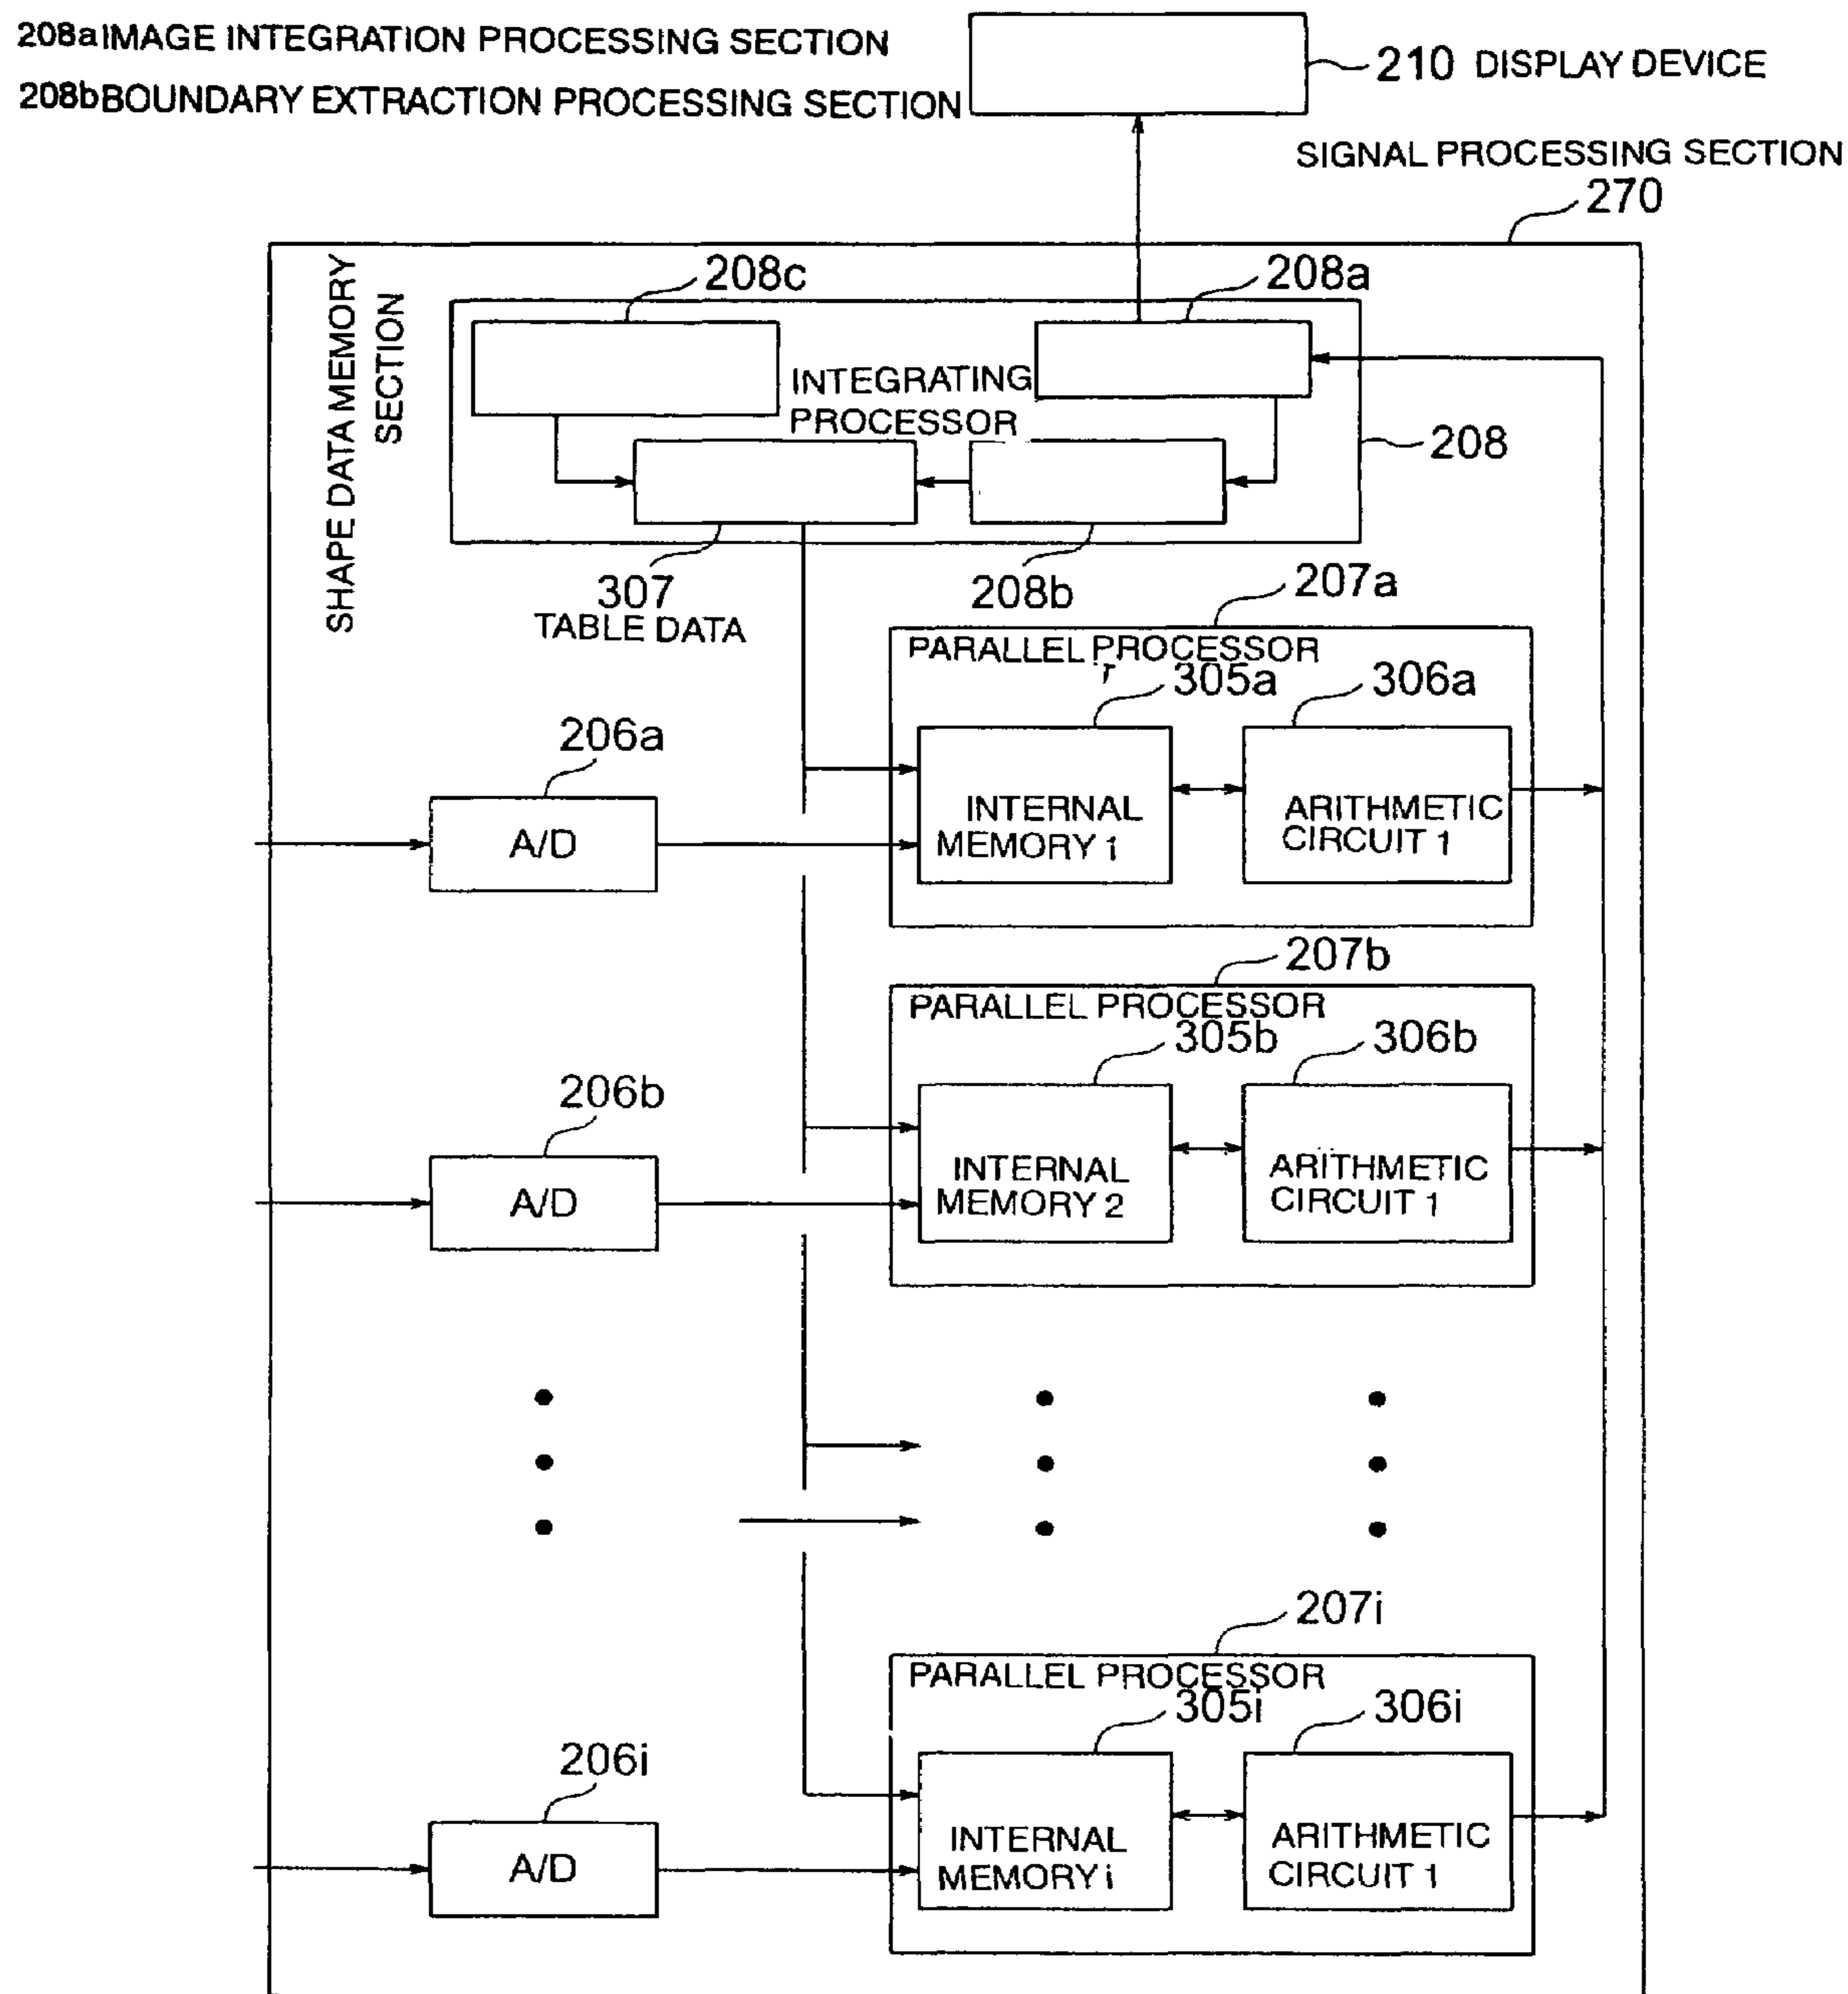 208a IMAGE INTEGRATION PROCESSING SECTION
208b BOUNDARY EXTRACTION PROCESSING SECTION
210 DISPLAY DEVICE
SIGNAL PROCESSING SECTION
270
SHAPE DATA MEMORY
SECTION
208c
208a
INTEGRATING
PROCESSOR
208
307
TABLE DATA
208b
207a
PARALLEL PROCESSOR
305a
306a
206a
A/D
INTERNAL
MEMORY 1
ARITHMETIC
CIRCUIT 1
207b
PARALLEL PROCESSOR
305b
306b
206b
A/D
INTERNAL
MEMORY 2
ARITHMETIC
CIRCUIT 1
207i
PARALLEL PROCESSOR
305i
306i
206i
A/D
INTERNAL
MEMORY i
ARITHMETIC
CIRCUIT 1